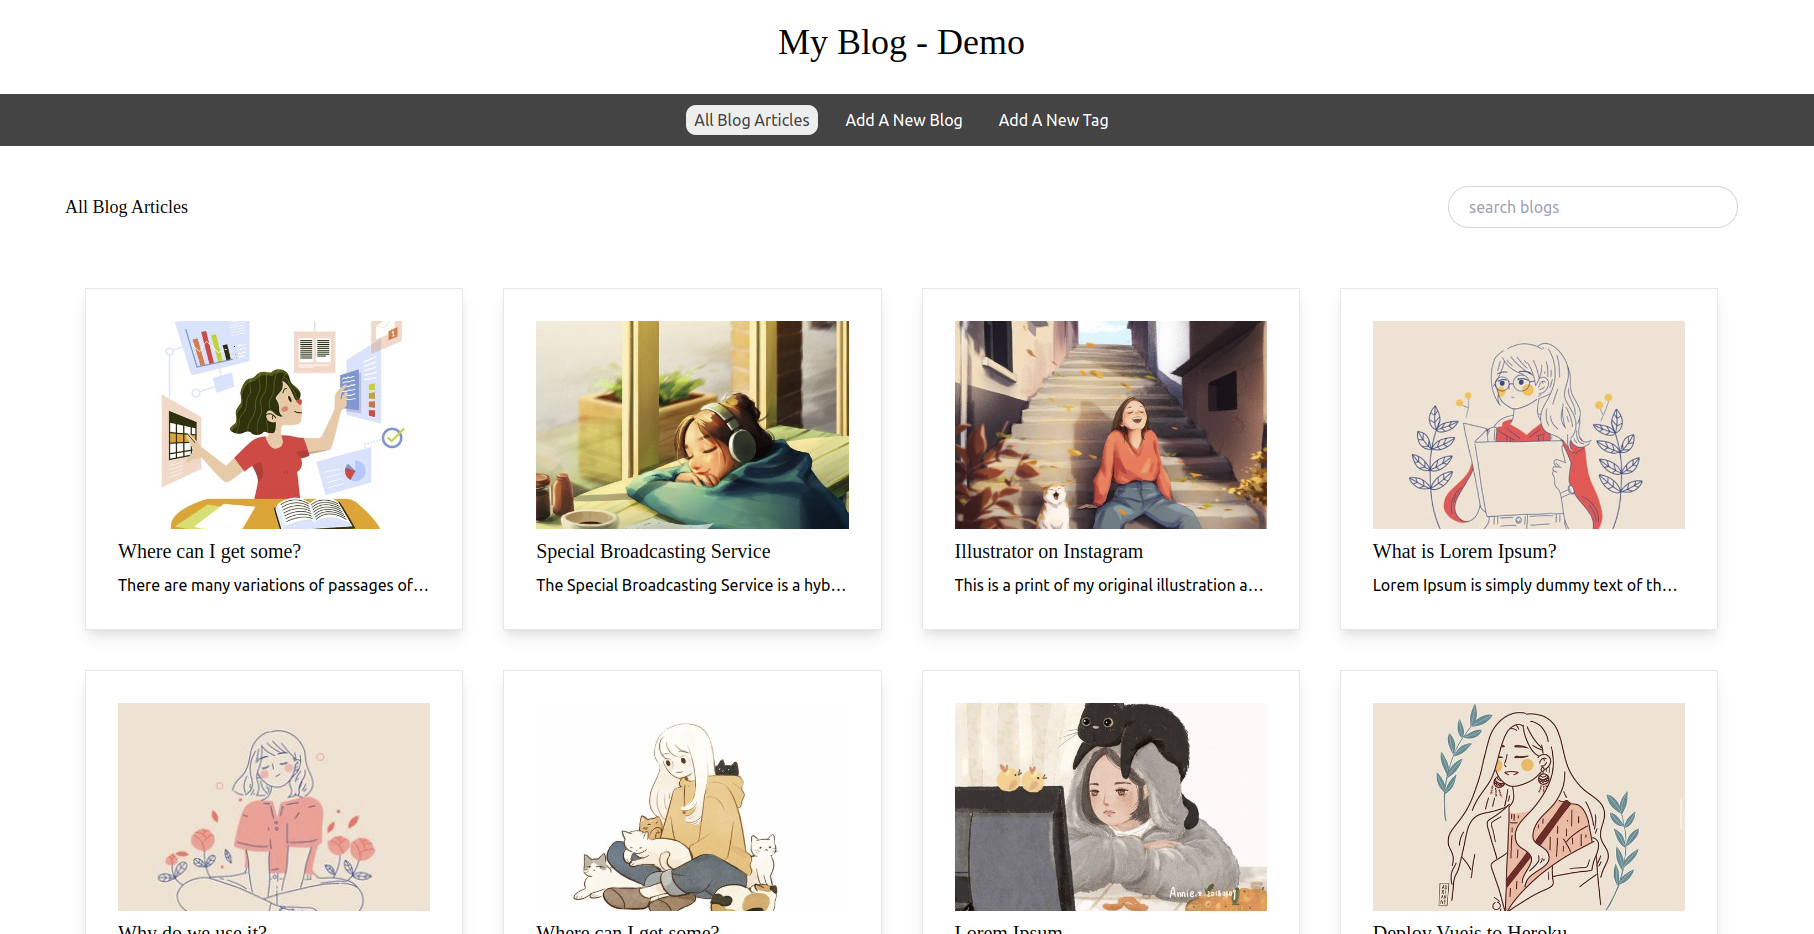 My Blog - Demo
All Blog Articles
Add A New Blog
Add A New Tag
All Blog Articles
search blogs
Where can I get some?
There are many variations of passages of...
Special Broadcasting Service
The Special Broadcasting Service is a hyb...
Illustrator on Instagram
This is a print of my original illustration a...
What is Lorem Ipsum?
Lorem Ipsum is simply dummy text of th...
Why do we use it?
Where can I get some?
Lorem Ipsum
Deploy Vuejs to Heroku